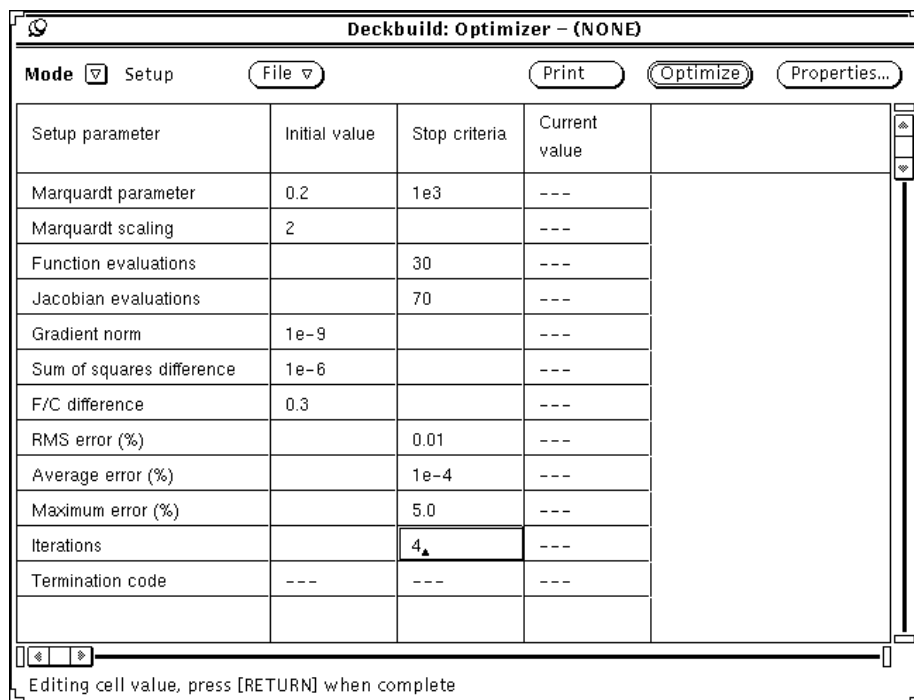 Deckbuild: Optimizer – (NONE)
Mode Setup File Print Optimize Properties...
Setup parameter Initial value Stop criteria Current value
Marquardt parameter 0.2 1e3 ---
Marquardt scaling 2 ---
Function evaluations 30 ---
Jacobian evaluations 70 ---
Gradient norm 1e-9 ---
Sum of squares difference 1e-6 ---
F/C difference 0.3 ---
RMS error (%) 0.01 ---
Average error (%) 1e-4 ---
Maximum error (%) 5.0 ---
Iterations 4 ---
Termination code --- --- ---
Editing cell value, press [RETURN] when complete